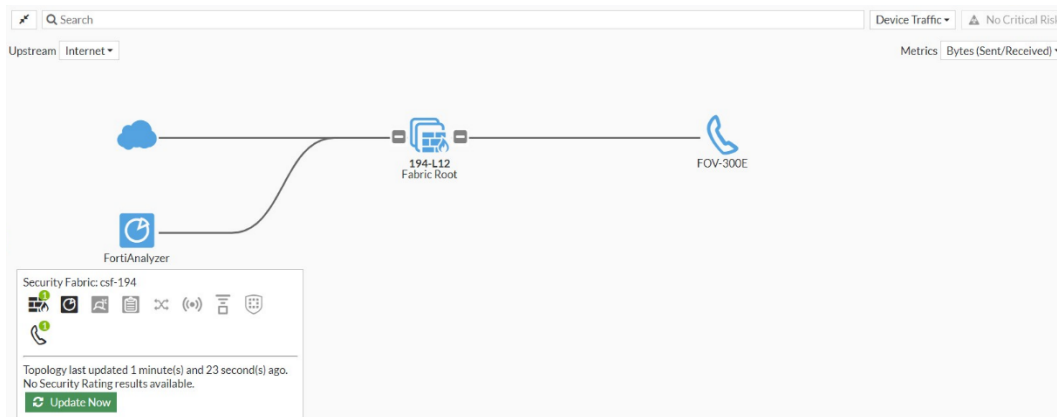 Search
Device Traffic
No Critical Risk
Upstream Internet
Metrics Bytes (Sent/Received)
194-L12
Fabric Root
FOV-300E
FortiAnalyzer
Security Fabric: csf-194
1
1
Topology last updated 1 minute(s) and 23 second(s) ago.
No Security Rating results available.
Update Now